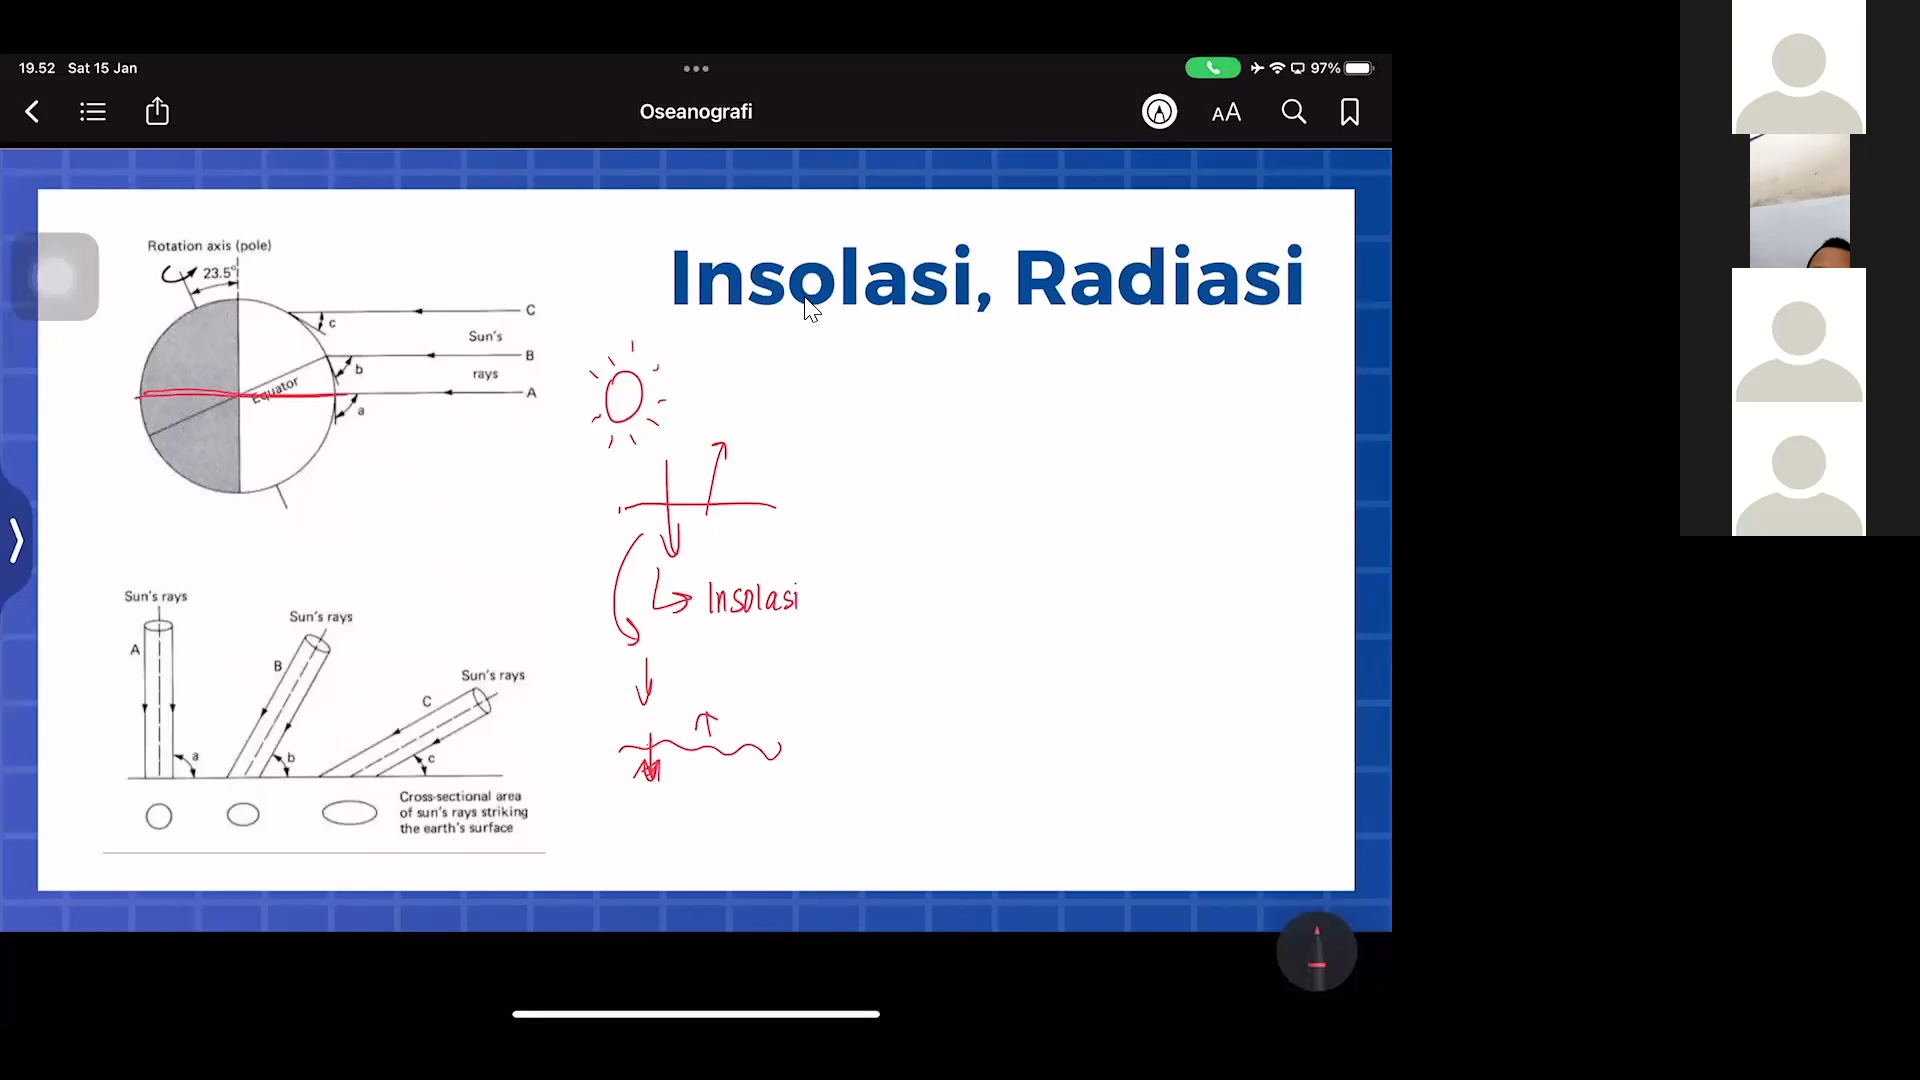 19.52 Sat 15 Jan
97%
Oseanografi
AA
Insolasi, Radiasi
Rotation axis (pole)
23.5°
C
c
Sun's
B
b
rays
Equator
A
a
Insolasi
Sun's rays
Sun's rays
Sun's rays
A
B
C
a
b
c
Cross-sectional area
of sun's rays striking
the earth's surface